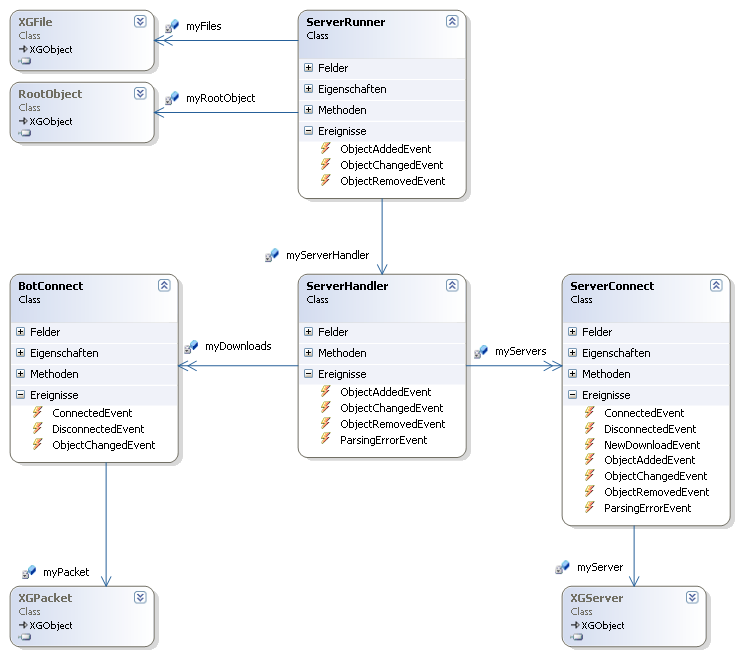 XGFile
Class
XGObject
myFiles
ServerRunner
Class
Felder
Eigenschaften
Methoden
Ereignisse
ObjectAddedEvent
ObjectChangedEvent
ObjectRemovedEvent
RootObject
Class
XGObject
myRootObject
myServerHandler
BotConnect
Class
Felder
Eigenschaften
Methoden
Ereignisse
ConnectedEvent
DisconnectedEvent
ObjectChangedEvent
myDownloads
ServerHandler
Class
Felder
Methoden
Ereignisse
ObjectAddedEvent
ObjectChangedEvent
ObjectRemovedEvent
ParsingErrorEvent
myServers
ServerConnect
Class
Felder
Eigenschaften
Methoden
Ereignisse
ConnectedEvent
DisconnectedEvent
NewDownloadEvent
ObjectAddedEvent
ObjectChangedEvent
ObjectRemovedEvent
ParsingErrorEvent
myPacket
XGPacket
Class
XGObject
myServer
XGServer
Class
XGObject